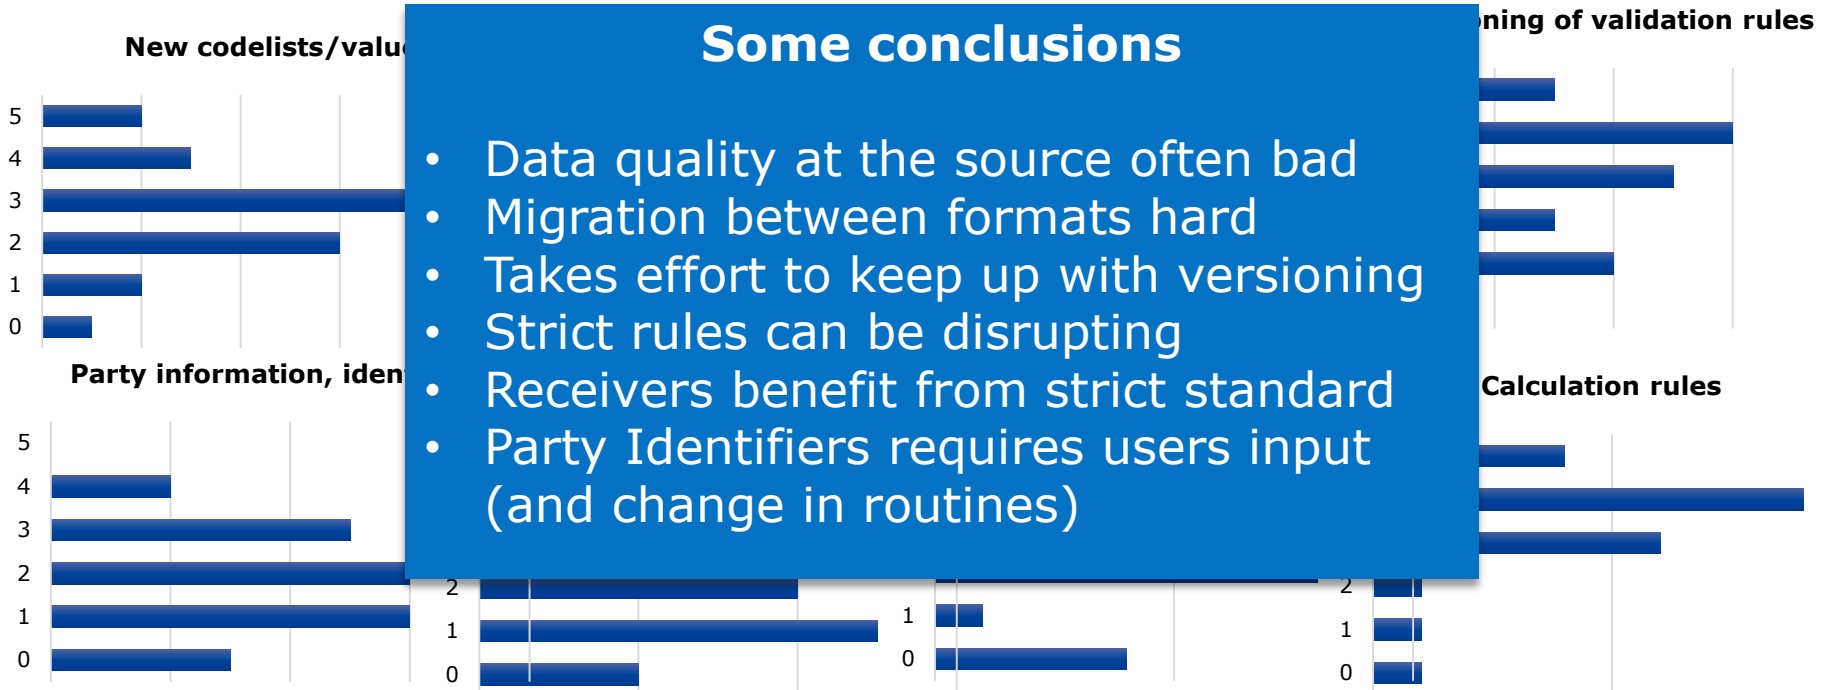 New codelists/value
5
4
3
2
1
0
Party information, iden
5
4
3
2
1
0
Some conclusions
• Data quality at the source often bad
• Migration between formats hard
• Takes effort to keep up with versioning
• Strict rules can be disrupting
• Receivers benefit from strict standard
• Party Identifiers requires users input
(and change in routines)
2
1
0
1
0
ning of validation rules
Calculation rules
2
1
0